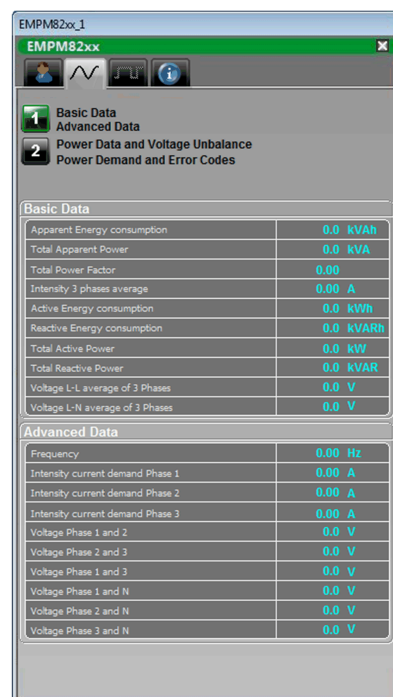 EMPM82xx_1
EMPM82xx
1 Basic Data
Advanced Data
2 Power Data and Voltage Unbalance
Power Demand and Error Codes
Basic Data
Apparent Energy consumption 0.0 kVAh
Total Apparent Power 0.0 kVA
Total Power Factor 0.00
Intensity 3 phases average 0.00 A
Active Energy consumption 0.0 kWh
Reactive Energy consumption 0.0 kVARh
Total Active Power 0.0 kW
Total Reactive Power 0.0 kVAR
Voltage L-L average of 3 Phases 0.0 V
Voltage L-N average of 3 Phases 0.0 V
Advanced Data
Frequency 0.00 Hz
Intensity current demand Phase 1 0.00 A
Intensity current demand Phase 2 0.00 A
Intensity current demand Phase 3 0.00 A
Voltage Phase 1 and 2 0.0 V
Voltage Phase 2 and 3 0.0 V
Voltage Phase 1 and 3 0.0 V
Voltage Phase 1 and N 0.0 V
Voltage Phase 2 and N 0.0 V
Voltage Phase 3 and N 0.0 V